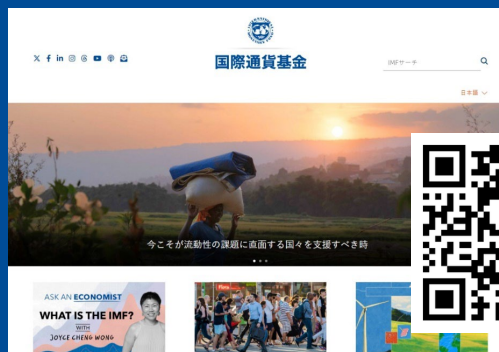 国際通貨基金
IMFサーチ
日本語
今こそが流動性の課題に直面する国々を支援すべき時
ASK AN ECONOMIST
WHAT IS THE IMF?
WITH
JOYCE CHENG WONG